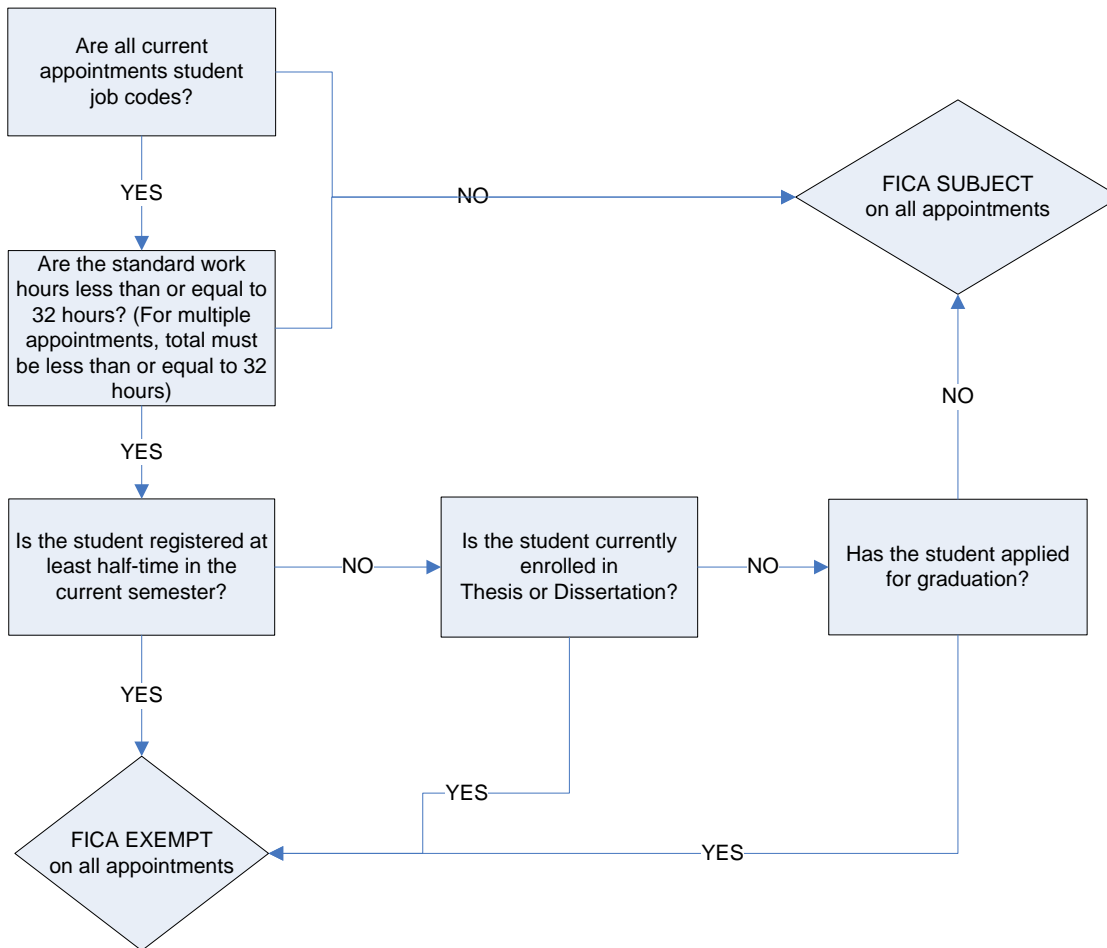 Are all current
appointments student
job codes?
YES
NO
FICA SUBJECT
on all appointments
Are the standard work
hours less than or equal to
32 hours? (For multiple
appointments, total must
be less than or equal to 32
hours)
YES
NO
Is the student registered at
least half-time in the
current semester?
NO
Is the student currently
enrolled in
Thesis or Dissertation?
NO
Has the student applied
for graduation?
YES
YES
FICA EXEMPT
on all appointments
YES